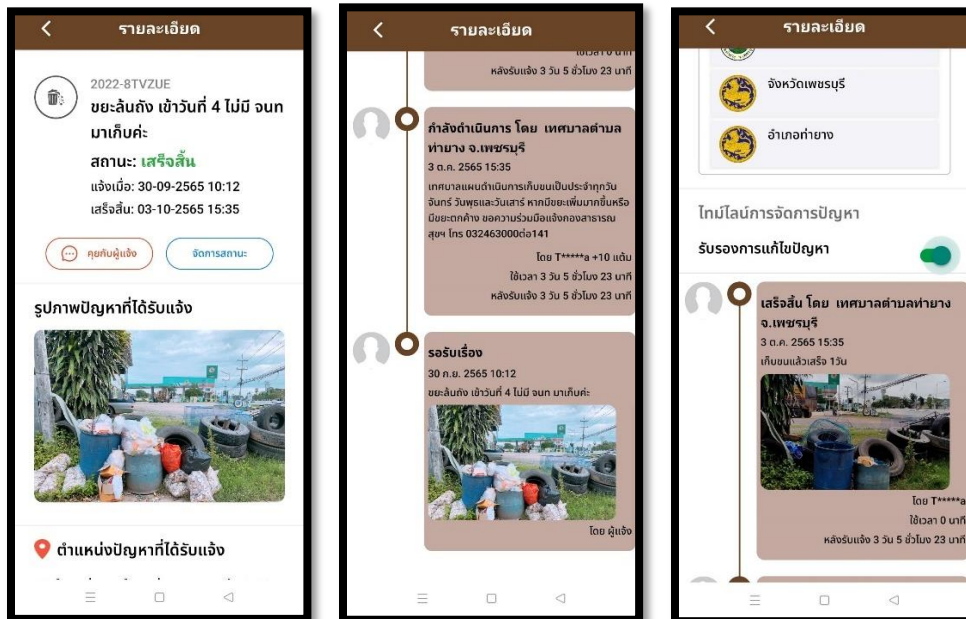 รายละเอียด
2022-8TVZUE
ขยะล้นถัง เข้าวันที่ 4 ไม่มี จนท
มาเก็บค่ะ
สถานะ: เสร็จสิ้น
แจ้งเมื่อ: 30-09-2565 10:12
เสร็จสิ้น: 03-10-2565 15:35
คุยกับผู้แจ้ง
จัดการสถานะ
รูปภาพปัญหาที่ได้รับแจ้ง
ตำแหน่งปัญหาที่ได้รับแจ้ง
รายละเอียด
ใช้เวลา 0 นาที
หลังรับแจ้ง 3 วัน 5 ชั่วโมง 23 นาที
กำลังดำเนินการ โดย เทศบาลตำบล
ท่ายาง จ.เพชรบุรี
3 ต.ค. 2565 15:35
เทศบาลแผนดำเนินการเก็บขนเป็นประจำทุกวัน
จันทร์ วันพุธและวันเสาร์ หากมีขยะเพิ่มมากขึ้นหรือ
มีขยะตกค้าง ขอความร่วมมือแจ้งกองสาธารณ
สุขฯ โทร 032463000ต่อ141
โดย T*****a +10 แต้ม
ใช้เวลา 3 วัน 5 ชั่วโมง 23 นาที
หลังรับแจ้ง 3 วัน 5 ชั่วโมง 23 นาที
รอรับเรื่อง
30 ก.ย. 2565 10:12
ขยะล้นถัง เข้าวันที่ 4 ไม่มี จนท มาเก็บค่ะ
โดย ผู้แจ้ง
รายละเอียด
จังหวัดเพชรบุรี
อำเภอท่ายาง
ไทม์ไลน์การจัดการปัญหา
รับรองการแก้ไขปัญหา
เสร็จสิ้น โดย เทศบาลตำบลท่ายาง
จ.เพชรบุรี
3 ต.ค. 2565 15:35
เก็บขนแล้วเสร็จ 1วัน
โดย T*****a
ใช้เวลา 0 นาที
หลังรับแจ้ง 3 วัน 5 ชั่วโมง 23 นาที